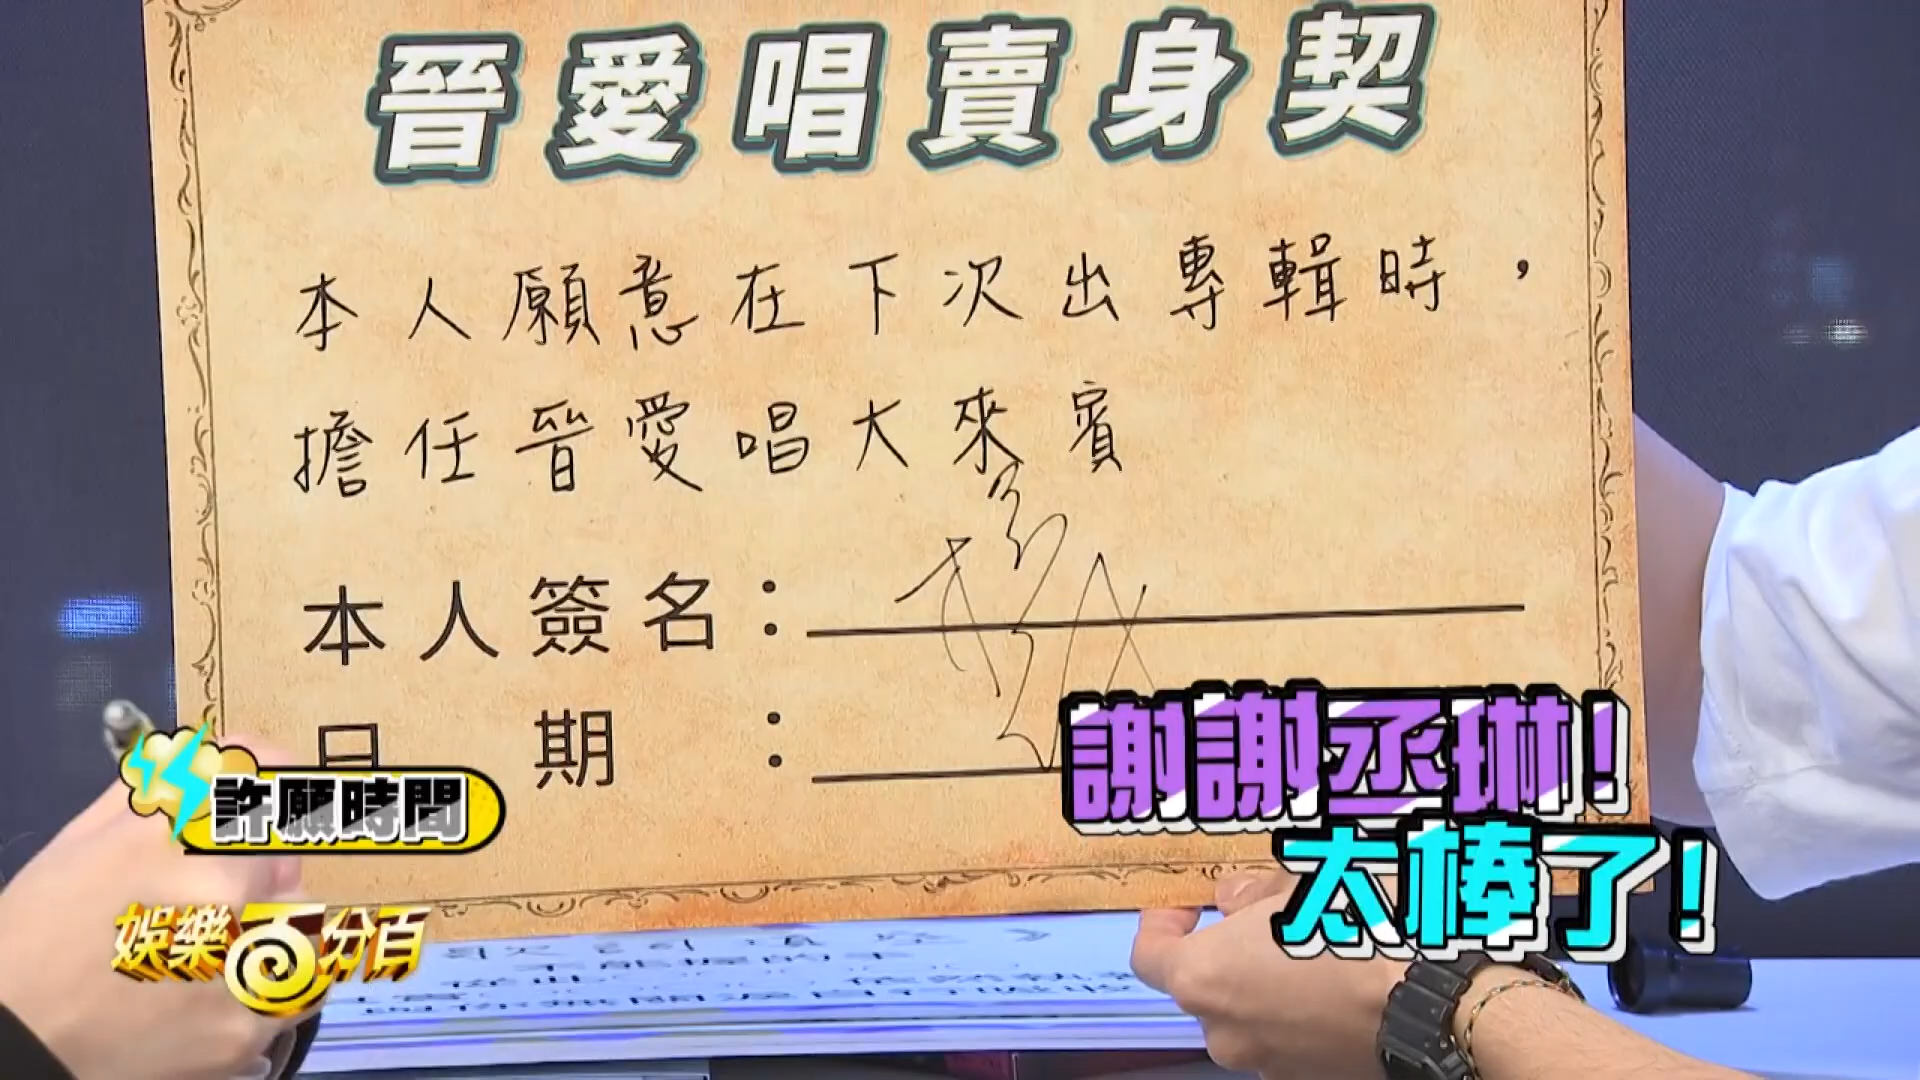 晉愛唱賣身契
本人願意在下次出專輯時，
擔任晉愛唱大來賓
本人簽名：
日期：
謝謝丞琳！
太棒了！
許願時間
娛樂百分百